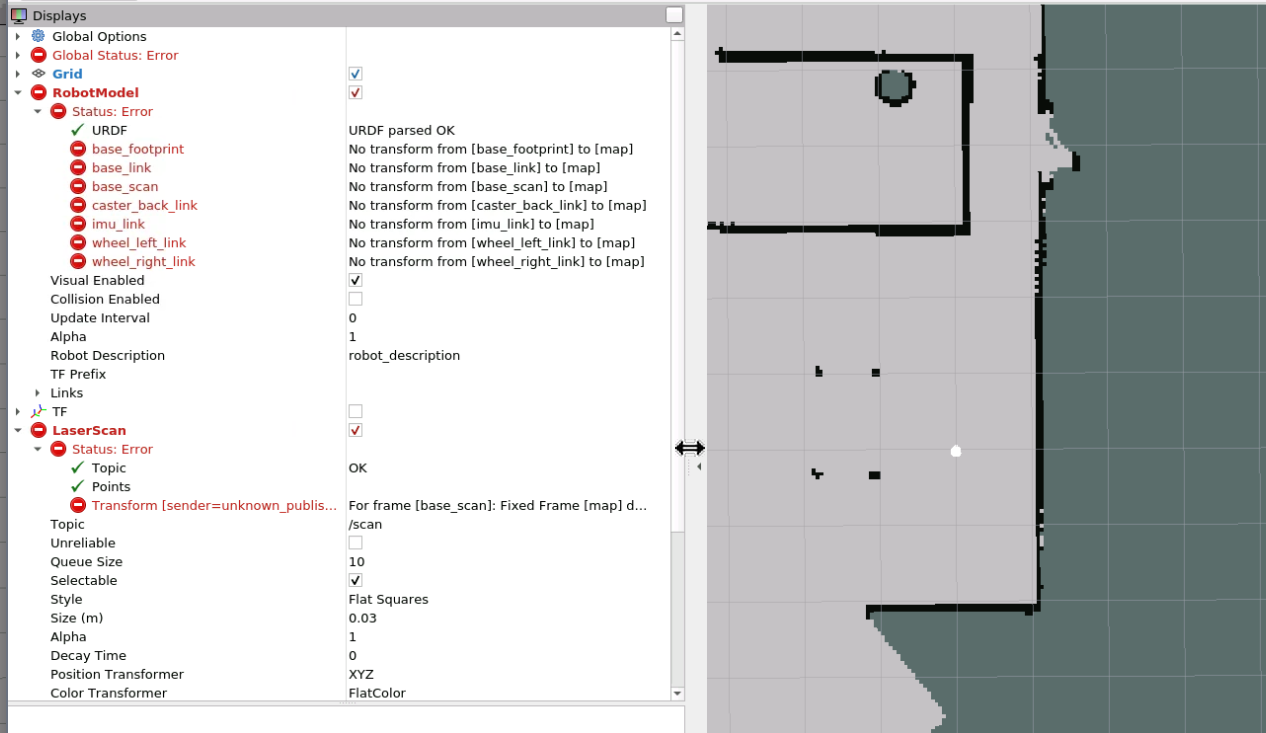 Displays
Global Options
Global Status: Error
Grid
RobotModel
Status: Error
URDF URDF parsed OK
base_footprint No transform from [base_footprint] to [map]
base_link No transform from [base_link] to [map]
base_scan No transform from [base_scan] to [map]
caster_back_link No transform from [caster_back_link] to [map]
imu_link No transform from [imu_link] to [map]
wheel_left_link No transform from [wheel_left_link] to [map]
wheel_right_link No transform from [wheel_right_link] to [map]
Visual Enabled
Collision Enabled
Update Interval 0
Alpha 1
Robot Description robot_description
TF Prefix
Links
TF
LaserScan
Status: Error
Topic OK
Points
Transform [sender=unknown_publis... For frame [base_scan]: Fixed Frame [map] d...
Topic /scan
Unreliable
Queue Size 10
Selectable
Style Flat Squares
Size (m) 0.03
Alpha 1
Decay Time 0
Position Transformer XYZ
Color Transformer FlatColor